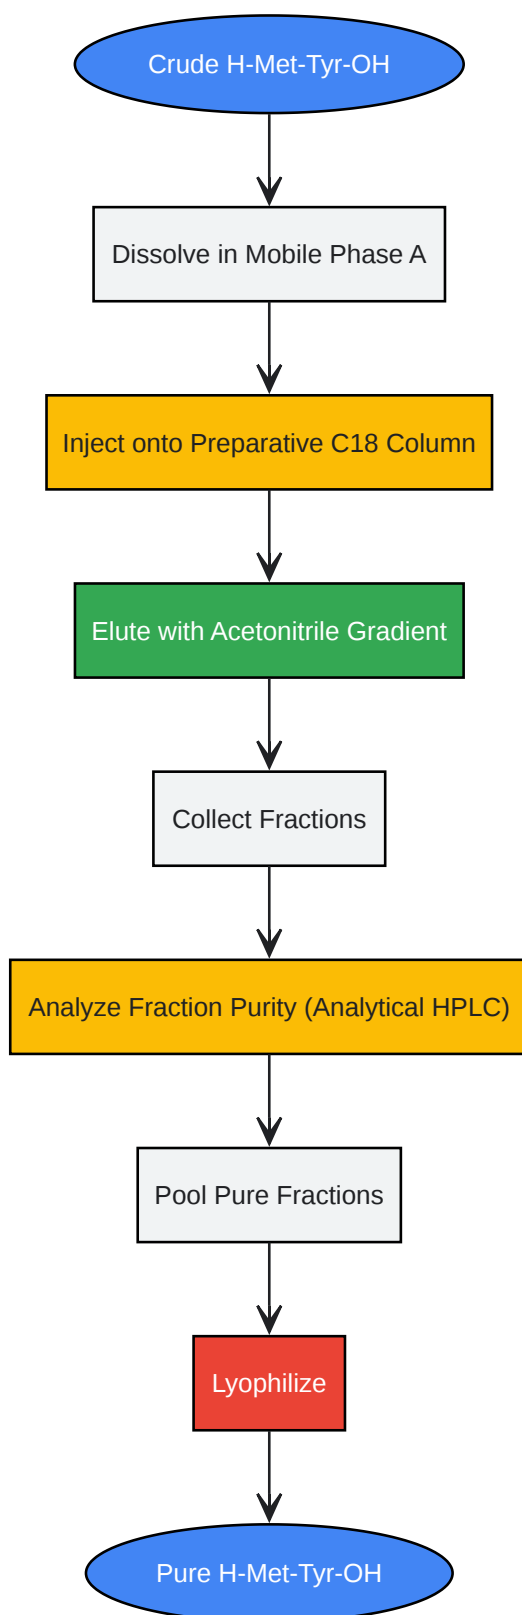 Crude H-Met-Tyr-OH
Dissolve in Mobile Phase A
Inject onto Preparative C18 Column
Elute with Acetonitrile Gradient
Collect Fractions
Analyze Fraction Purity (Analytical HPLC)
Pool Pure Fractions
Lyophilize
Pure H-Met-Tyr-OH